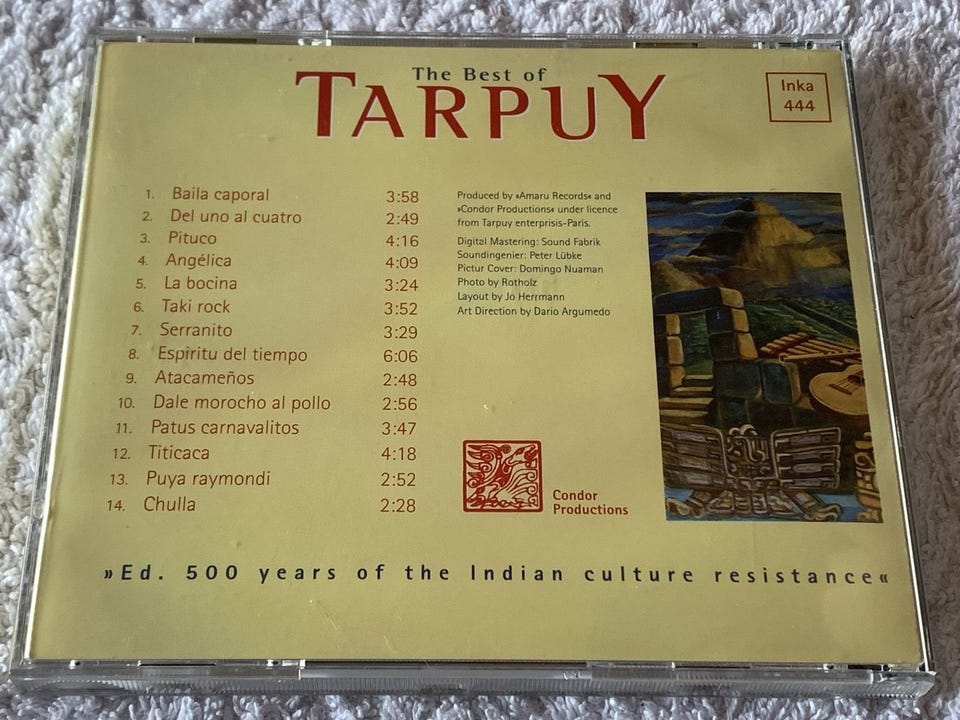 The Best of
TARPUY
Inka
444
1. Baila caporal 3:58
2. Del uno al cuatro 2:49
3. Pituco 4:16
4. Angélica 4:09
5. La bocina 3:24
6. Taki rock 3:52
7. Serranito 3:29
8. Espiritu del tiempo 6:06
9. Atacameños 2:48
10. Dale morocho al pollo 2:56
11. Patus carnavalitos 3:47
12. Titicaca 4:18
13. Puya raymondi 2:52
14. Chulla 2:28
Produced by »Amaru Records« and
»Condor Productions« under licence
from Tarpuy enterprisis-Paris.
Digital Mastering: Sound Fabrik
Soundingenier: Peter Lübke
Pictur Cover: Domingo Nuaman
Photo by Rotholz
Layout by Jo Herrmann
Art Direction by Dario Argumedo
Condor
Productions
»Ed. 500 years of the Indian culture resistance«